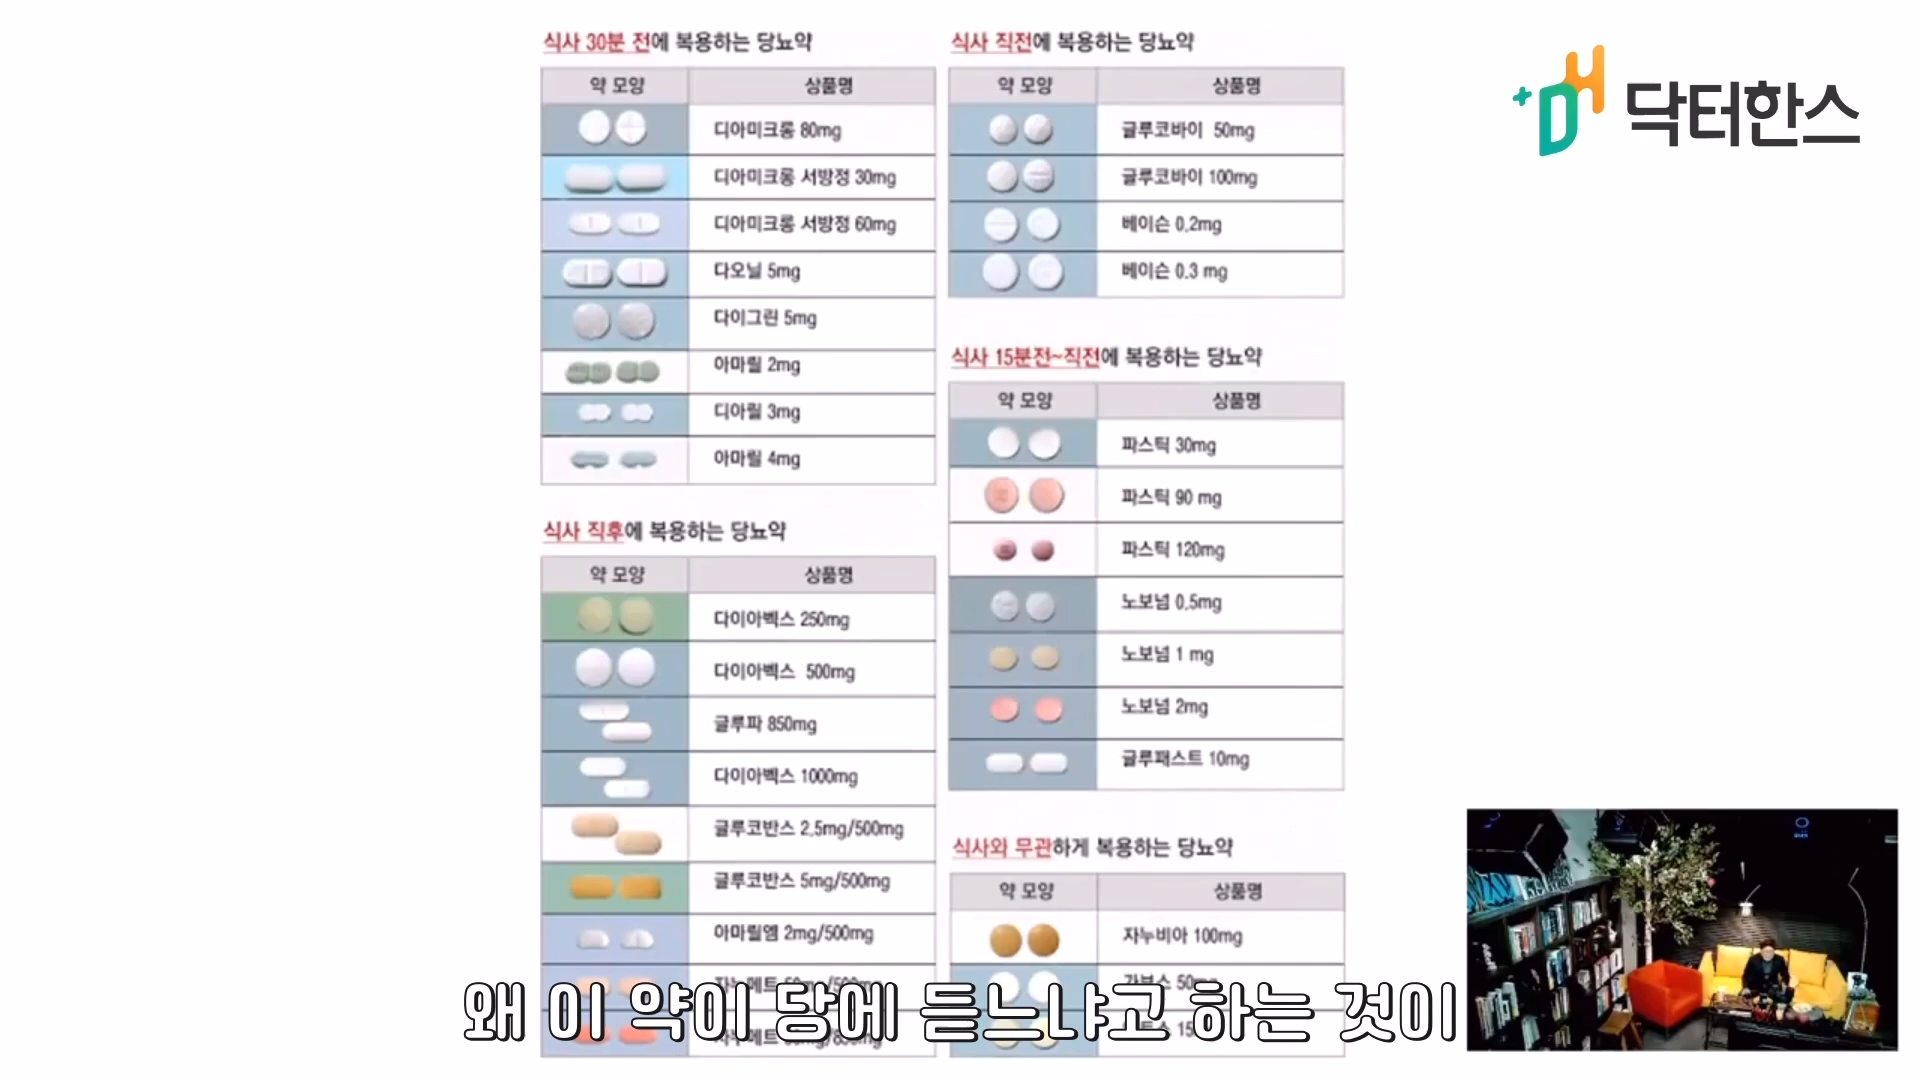 식사 30분 전에 복용하는 당뇨약
약 모양 상품명
디아미크롱 80mg
디아미크롱 서방정 30mg
디아미크롱 서방정 60mg
다오닐 5mg
다이그린 5mg
아마릴 2mg
디아릴 3mg
아마릴 4mg
식사 직후에 복용하는 당뇨약
약 모양 상품명
다이아벡스 250mg
다이아벡스 500mg
글루파 850mg
다이아벡스 1000mg
글루코반스 2.5mg/500mg
글루코반스 5mg/500mg
아마릴엠 2mg/500mg
식사 직전에 복용하는 당뇨약
약 모양 상품명
글루코바이 50mg
글루코바이 100mg
베이슨 0.2mg
베이슨 0.3 mg
식사 15분전~직전에 복용하는 당뇨약
약 모양 상품명
파스틱 30mg
파스틱 90 mg
파스틱 120mg
노보넘 0.5mg
노보넘 1 mg
노보넘 2mg
글루패스트 10mg
식사와 무관하게 복용하는 당뇨약
약 모양 상품명
자누비아 100mg
가브스 50mg
DH 닥터한스
왜 이 약이 당에 듣느냐고 하는 것이